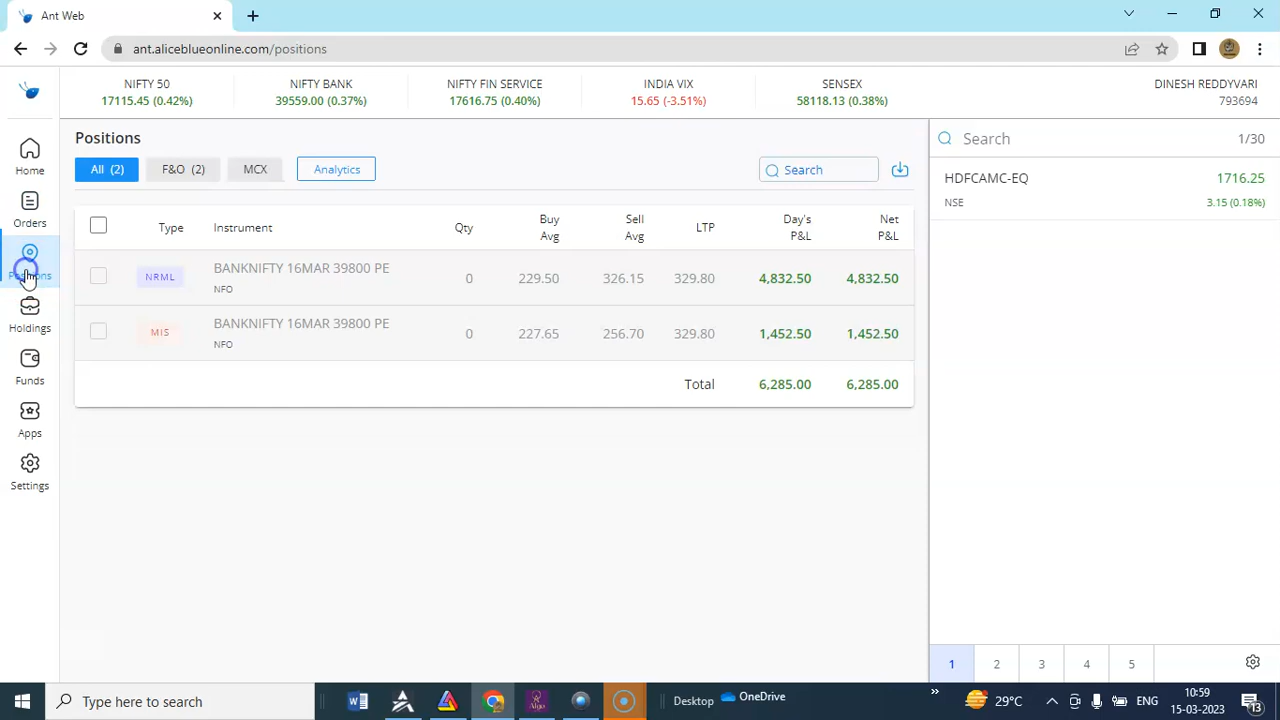 Ant Web
ant.aliceblueonline.com/positions
NIFTY 50
17115.45 (0.42%)
NIFTY BANK
39559.00 (0.37%)
NIFTY FIN SERVICE
17616.75 (0.40%)
INDIA VIX
15.65 (-3.51%)
SENSEX
58118.13 (0.38%)
DINESH REDDYVARI
793694
Home
Orders
Positions
Holdings
Funds
Apps
Settings
Positions
All (2)
F&O (2)
MCX
Analytics
Search
Type Instrument Qty Buy Avg Sell Avg LTP Day's P&L Net P&L
NRML BANKNIFTY 16MAR 39800 PE 0 229.50 326.15 329.80 4,832.50 4,832.50
NFO
MIS BANKNIFTY 16MAR 39800 PE 0 227.65 256.70 329.80 1,452.50 1,452.50
NFO
Total 6,285.00 6,285.00
Search 1/30
HDFCAMC-EQ 1716.25
NSE 3.15 (0.18%)
1 2 3 4 5
Type here to search
Algo
Desktop
OneDrive
29°C
ENG
10:59
15-03-2023
13